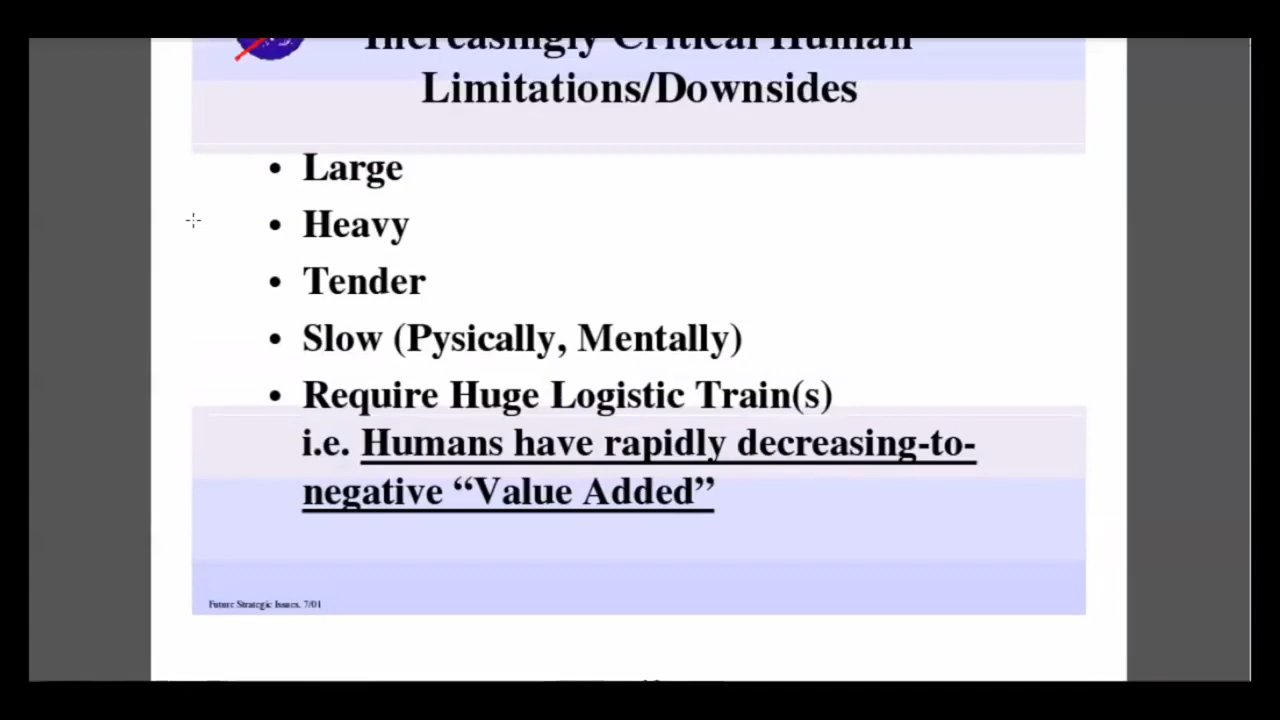 Increasingly Critical Human
Limitations/Downsides
• Large
• Heavy
• Tender
• Slow (Pysically, Mentally)
• Require Huge Logistic Train(s)
i.e. Humans have rapidly decreasing-to-
negative “Value Added”
Future Strategic Issues, 7/01